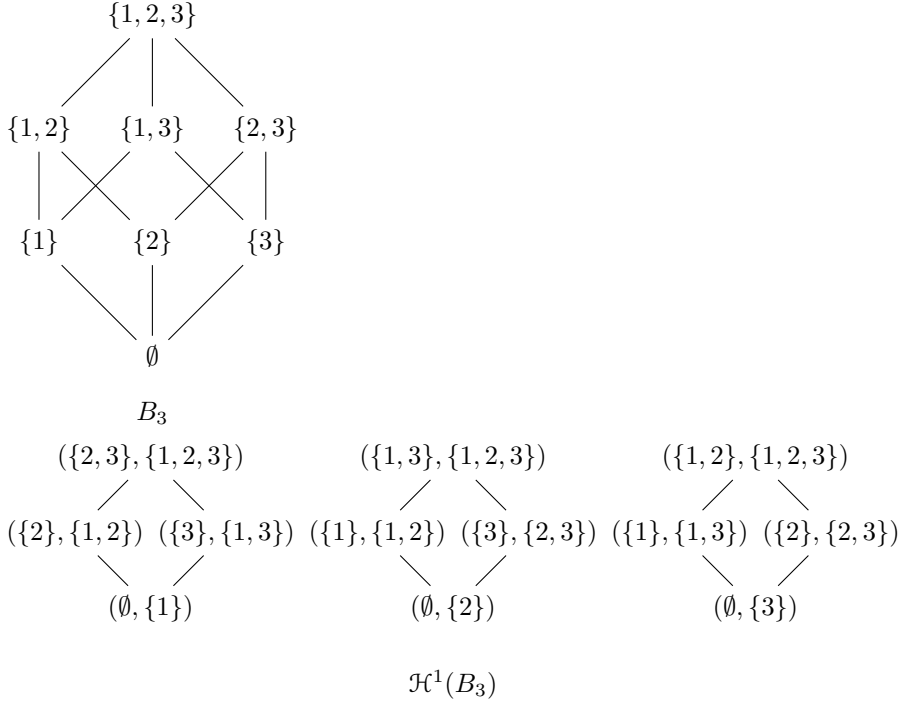 {1, 2, 3}
{1, 2} {1, 3} {2, 3}
{1} {2} {3}
∅
B₃
({2, 3}, {1, 2, 3}) ({1, 3}, {1, 2, 3}) ({1, 2}, {1, 2, 3})
({2}, {1, 2}) ({3}, {1, 3}) ({1}, {1, 2}) ({3}, {2, 3}) ({1}, {1, 3}) ({2}, {2, 3})
(∅, {1}) (∅, {2}) (∅, {3})
ℋ¹(B₃)